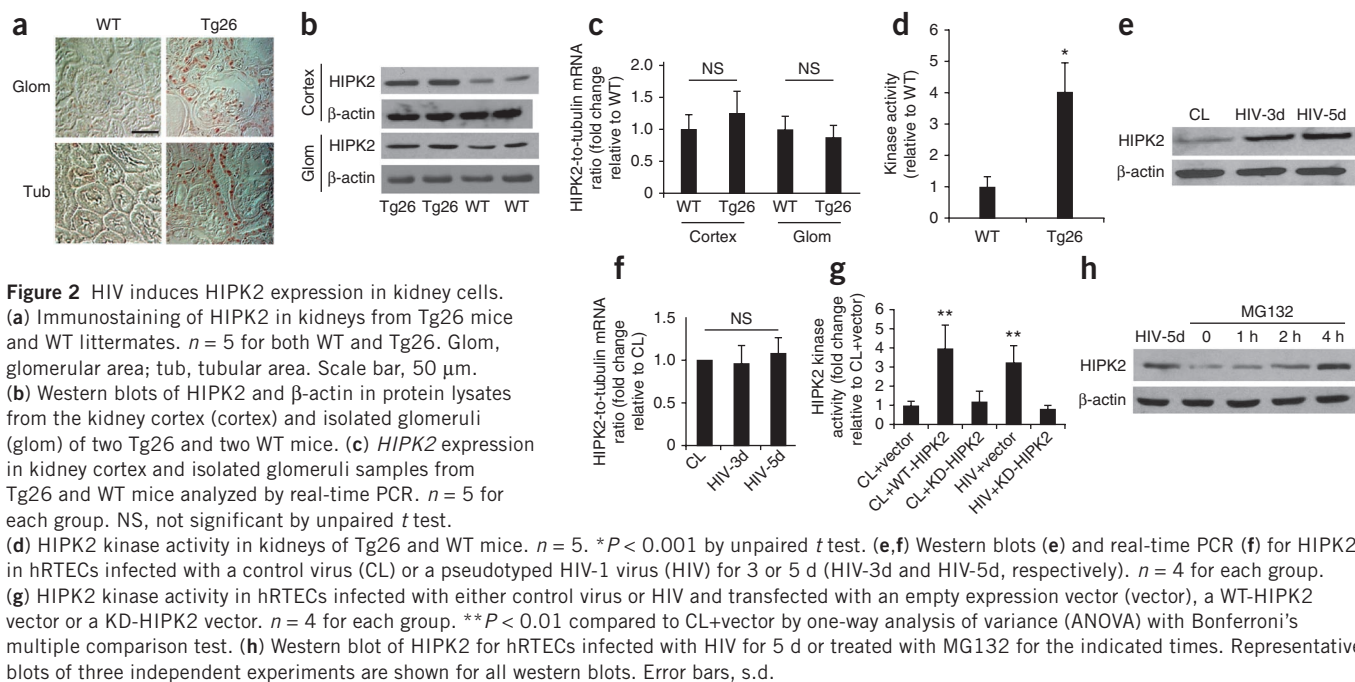 a
WT
Tg26
Glom
Tub
b
Cortex
HIPK2
β-actin
Glom
HIPK2
β-actin
Tg26 Tg26 WT WT
c
HIPK2-to-tubulin mRNA
ratio (fold change
relative to WT)
2.0
1.5
1.0
0.5
0
NS
NS
WT Tg26 WT Tg26
Cortex Glom
d
Kinase activity
(relative to WT)
6
5
4
3
2
1
0
*
WT Tg26
e
CL HIV-3d HIV-5d
HIPK2
β-actin
f
HIPK2-to-tubulin mRNA
ratio (fold change
relative to CL)
1.5
1.0
0.5
0
NS
CL
HIV-3d
HIV-5d
g
HIPK2 kinase
activity (fold change
relative to CL+vector)
6
5
4
3
2
1
0
**
**
CL+vector
CL+WT-HIPK2
CL+KD-HIPK2
HIV+vector
HIV+KD-HIPK2
h
MG132
HIV-5d 0 1 h 2 h 4 h
HIPK2
β-actin
Figure 2 HIV induces HIPK2 expression in kidney cells.
(a) Immunostaining of HIPK2 in kidneys from Tg26 mice
and WT littermates. n = 5 for both WT and Tg26. Glom,
glomerular area; tub, tubular area. Scale bar, 50 μm.
(b) Western blots of HIPK2 and β-actin in protein lysates
from the kidney cortex (cortex) and isolated glomeruli
(glom) of two Tg26 and two WT mice. (c) HIPK2 expression
in kidney cortex and isolated glomeruli samples from
Tg26 and WT mice analyzed by real-time PCR. n = 5 for
each group. NS, not significant by unpaired t test.
(d) HIPK2 kinase activity in kidneys of Tg26 and WT mice. n = 5. *P < 0.001 by unpaired t test. (e,f) Western blots (e) and real-time PCR (f) for HIPK2
in hRTECs infected with a control virus (CL) or a pseudotyped HIV-1 virus (HIV) for 3 or 5 d (HIV-3d and HIV-5d, respectively). n = 4 for each group.
(g) HIPK2 kinase activity in hRTECs infected with either control virus or HIV and transfected with an empty expression vector (vector), a WT-HIPK2
vector or a KD-HIPK2 vector. n = 4 for each group. **P < 0.01 compared to CL+vector by one-way analysis of variance (ANOVA) with Bonferroni's
multiple comparison test. (h) Western blot of HIPK2 for hRTECs infected with HIV for 5 d or treated with MG132 for the indicated times. Representative
blots of three independent experiments are shown for all western blots. Error bars, s.d.